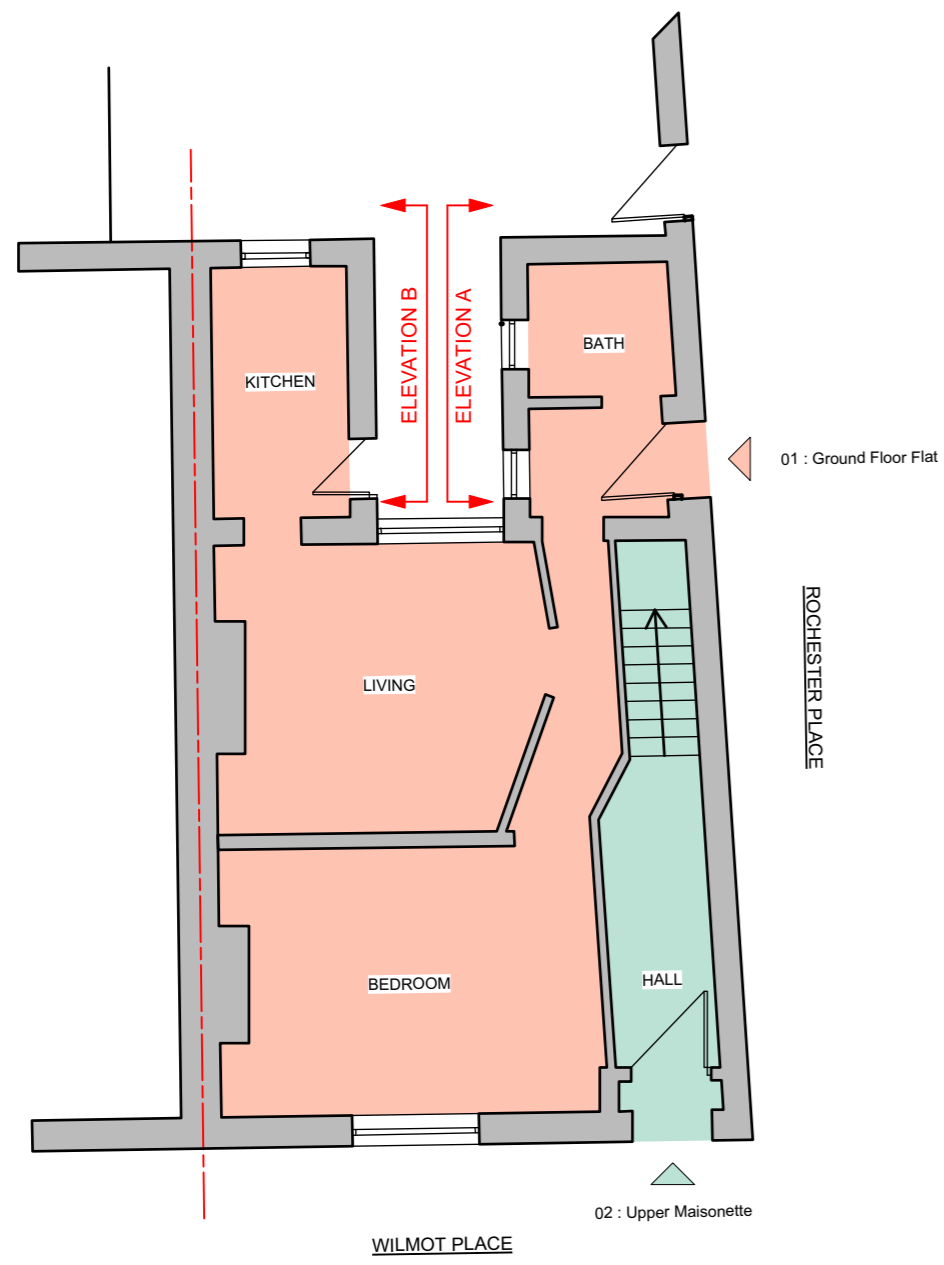 ELEVATION B
ELEVATION A
BATH
KITCHEN
01 : Ground Floor Flat
ROCHESTER PLACE
LIVING
HALL
BEDROOM
02 : Upper Maisonette
WILMOT PLACE